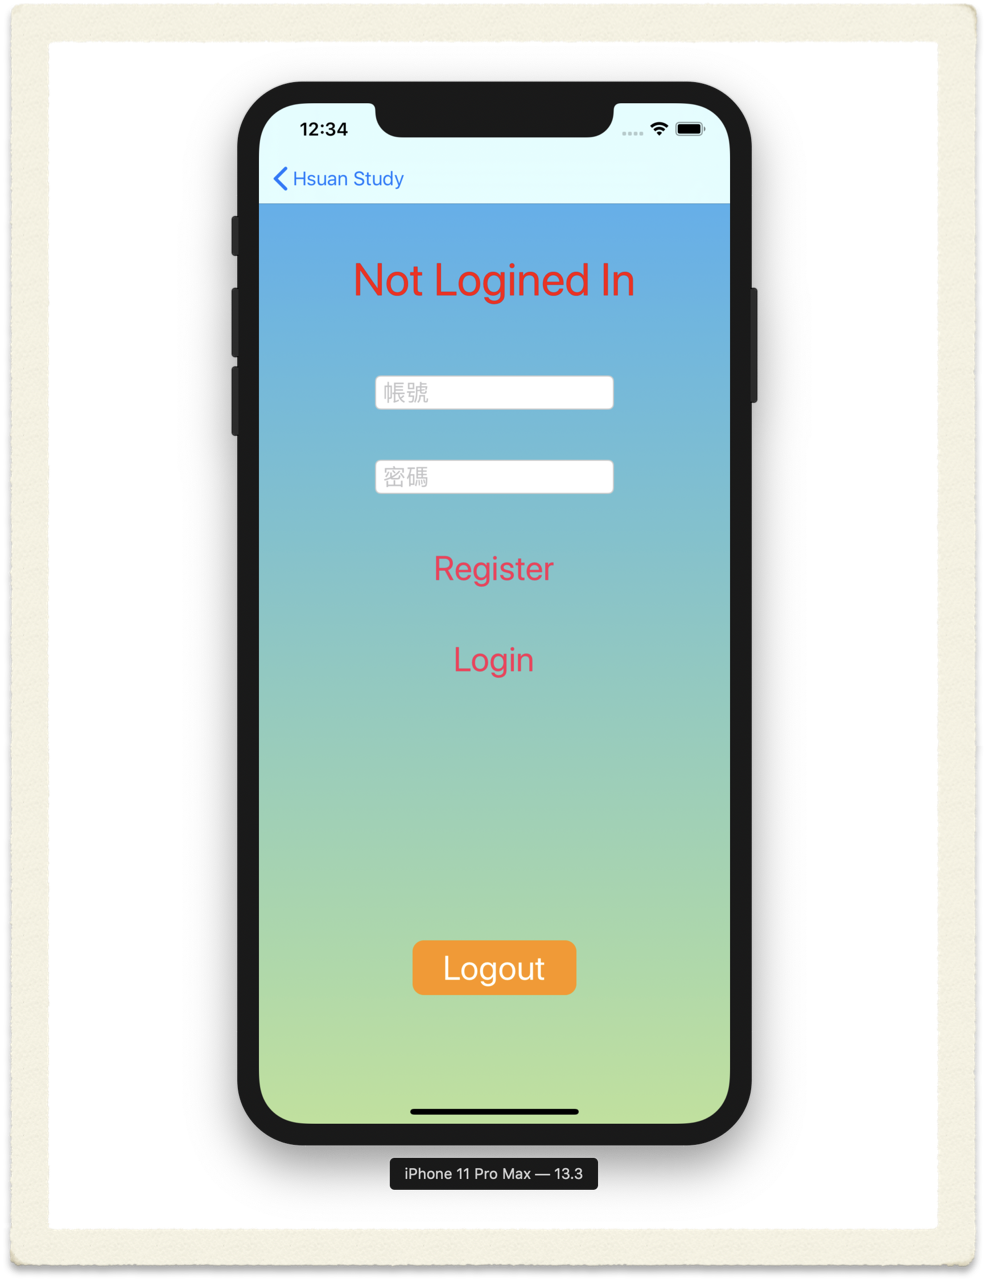 12:34
Hsuan Study
Not Logined In
帳號
密碼
Register
Login
Logout
iPhone 11 Pro Max — 13.3